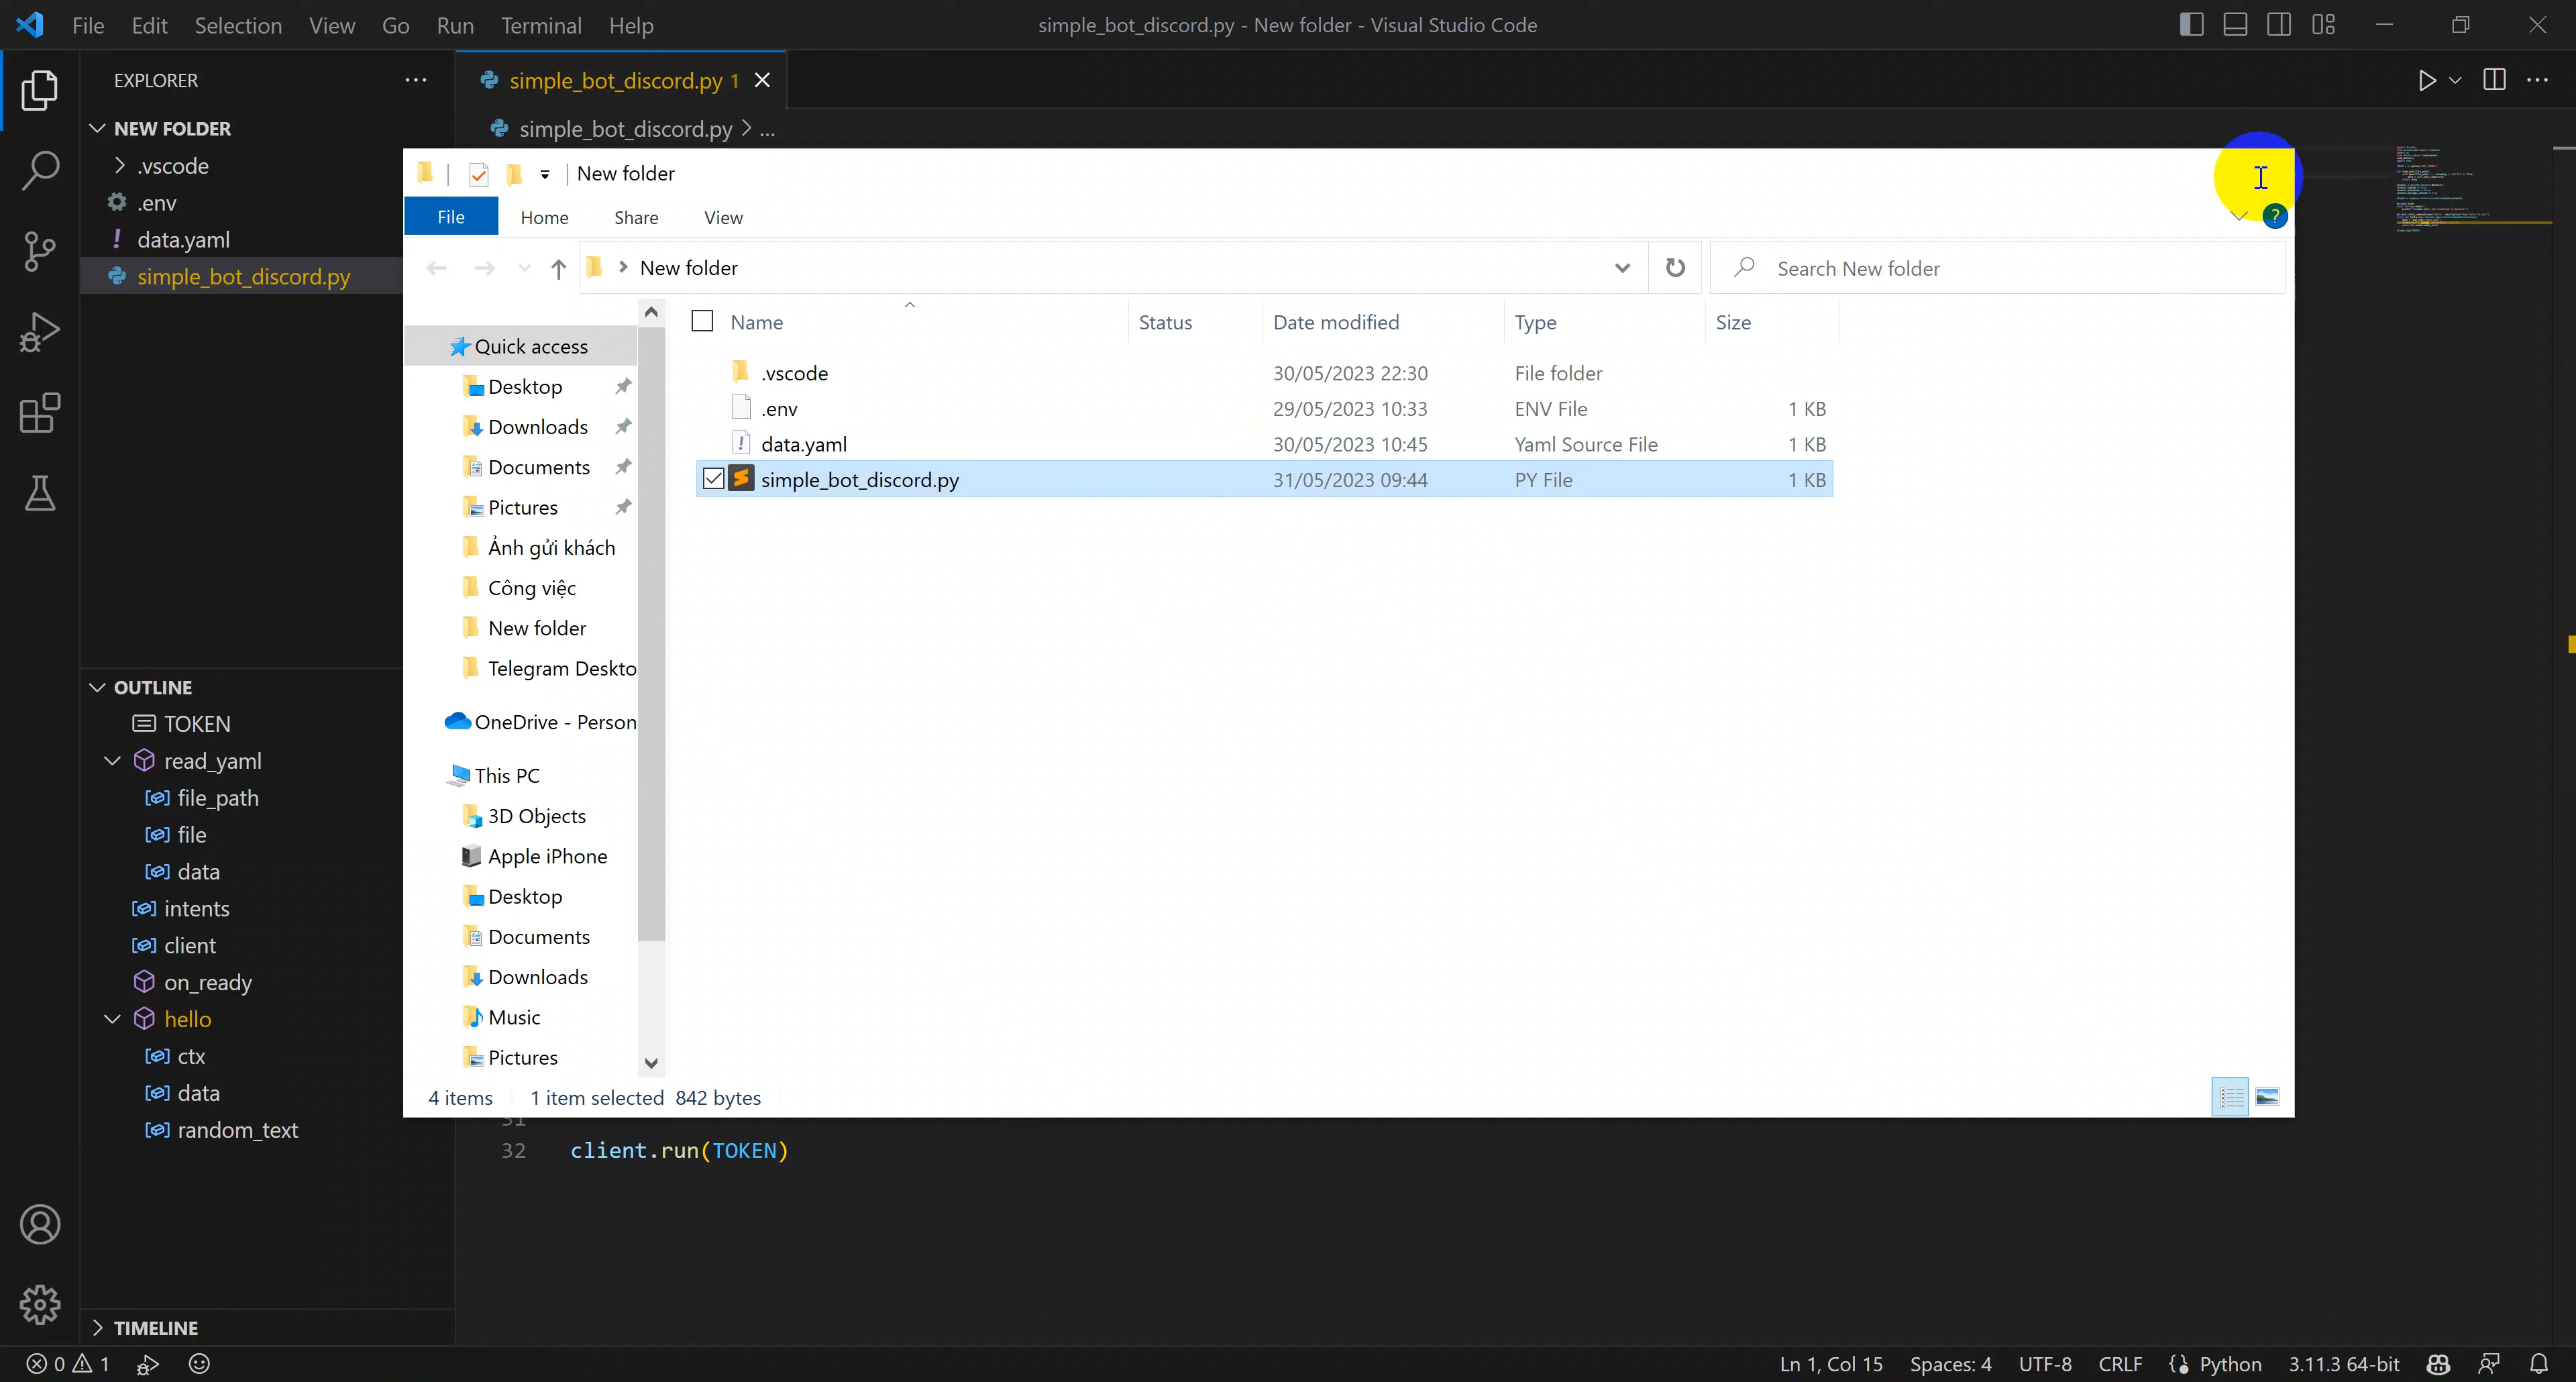 File Edit Selection View Go Run Terminal Help
simple_bot_discord.py - New folder - Visual Studio Code
EXPLORER
NEW FOLDER
.vscode
.env
! data.yaml
simple_bot_discord.py
OUTLINE
TOKEN
read_yaml
file_path
file
data
intents
client
on_ready
hello
ctx
data
random_text
TIMELINE
simple_bot_discord.py 1
simple_bot_discord.py > ...
New folder
File Home Share View
?
New folder
Search New folder
Name Status Date modified Type Size
.vscode 30/05/2023 22:30 File folder
.env 29/05/2023 10:33 ENV File 1 KB
data.yaml 30/05/2023 10:45 Yaml Source File 1 KB
simple_bot_discord.py 31/05/2023 09:44 PY File 1 KB
Quick access
Desktop
Downloads
Documents
Pictures
Ảnh gửi khách
Công việc
New folder
Telegram Deskto
OneDrive - Person
This PC
3D Objects
Apple iPhone
Desktop
Documents
Downloads
Music
Pictures
4 items 1 item selected 842 bytes
31
32 client.run(TOKEN)
0 1
Ln 1, Col 15 Spaces: 4 UTF-8 CRLF Python 3.11.3 64-bit